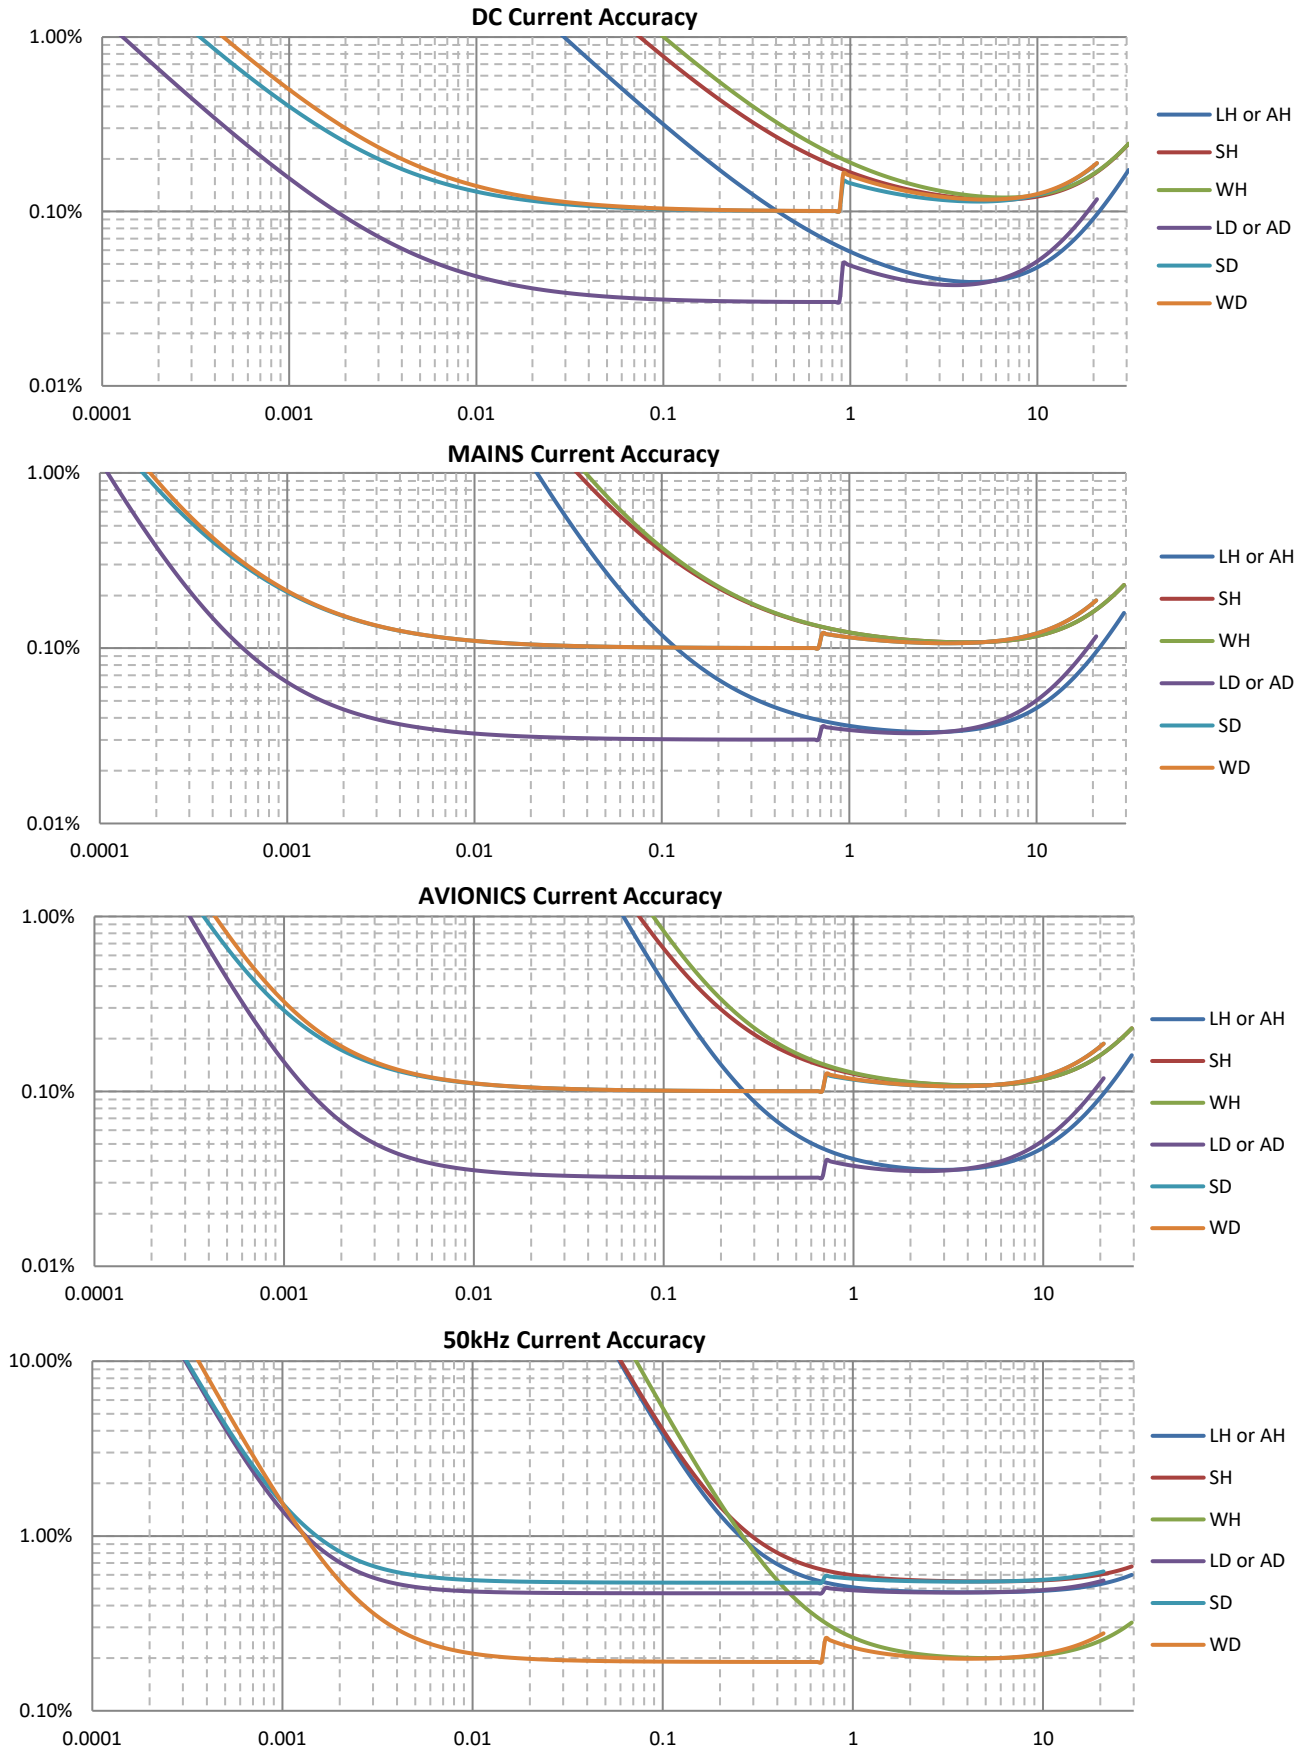 DC Current Accuracy
1.00%
0.10%
0.01%
0.0001 0.001 0.01 0.1 1 10
LH or AH
SH
WH
LD or AD
SD
WD
MAINS Current Accuracy
1.00%
0.10%
0.01%
0.0001 0.001 0.01 0.1 1 10
LH or AH
SH
WH
LD or AD
SD
WD
AVIONICS Current Accuracy
1.00%
0.10%
0.01%
0.0001 0.001 0.01 0.1 1 10
LH or AH
SH
WH
LD or AD
SD
WD
50kHz Current Accuracy
10.00%
1.00%
0.10%
0.0001 0.001 0.01 0.1 1 10
LH or AH
SH
WH
LD or AD
SD
WD